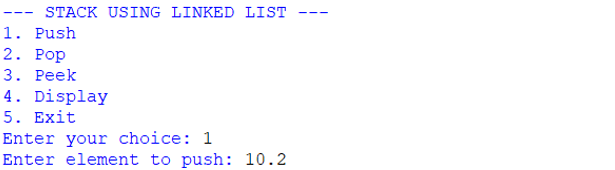 --- STACK USING LINKED LIST ---
1. Push
2. Pop
3. Peek
4. Display
5. Exit
Enter your choice: 1
Enter element to push: 10.2